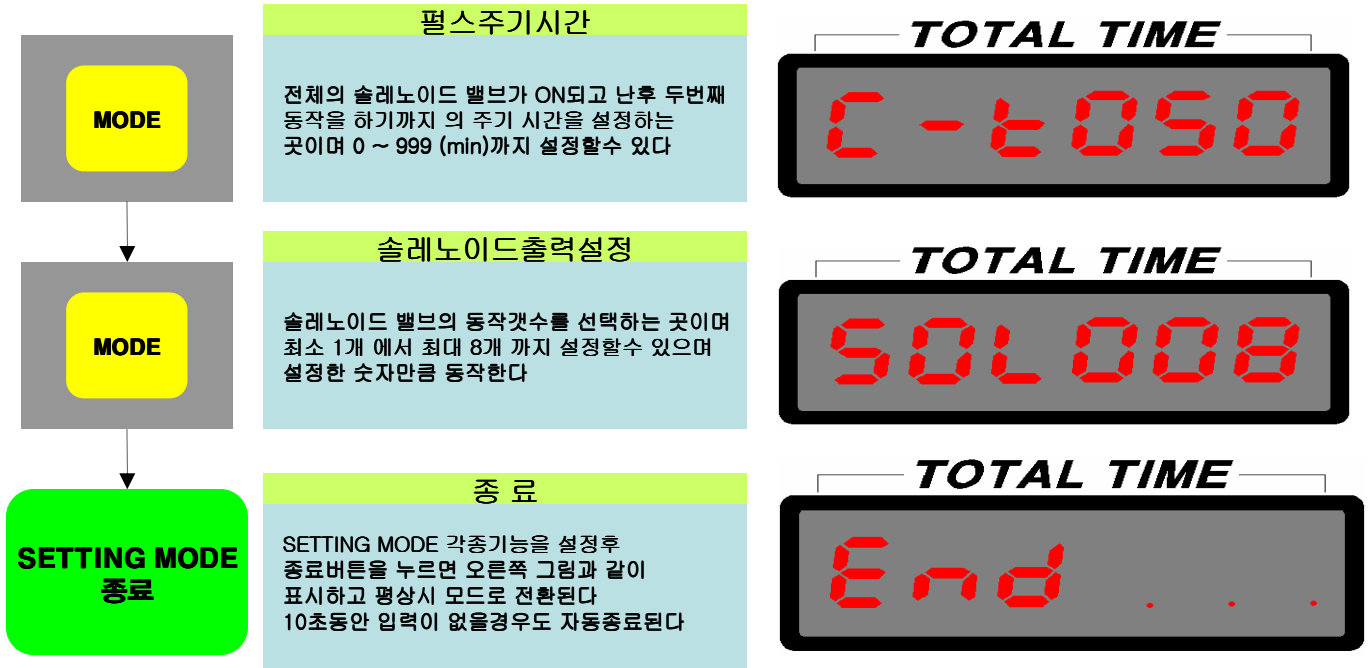 펄스주기시간
TOTAL TIME
MODE
전체의 솔레노이드 밸브가 ON되고 난후 두번째
동작을 하기까지 의 주기 시간을 설정하는
곳이며 0 ~ 999 (min)까지 설정할수 있다
C-t050
솔레노이드출력설정
TOTAL TIME
MODE
솔레노이드 밸브의 동작갯수를 선택하는 곳이며
최소 1개 에서 최대 8개 까지 설정할수 있으며
설정한 숫자만큼 동작한다
SOL008
종 료
TOTAL TIME
SETTING MODE
종료
SETTING MODE 각종기능을 설정후
종료버튼을 누르면 오른쪽 그림과 같이
표시하고 평상시 모드로 전환된다
10초동안 입력이 없을경우도 자동종료된다
End . . .